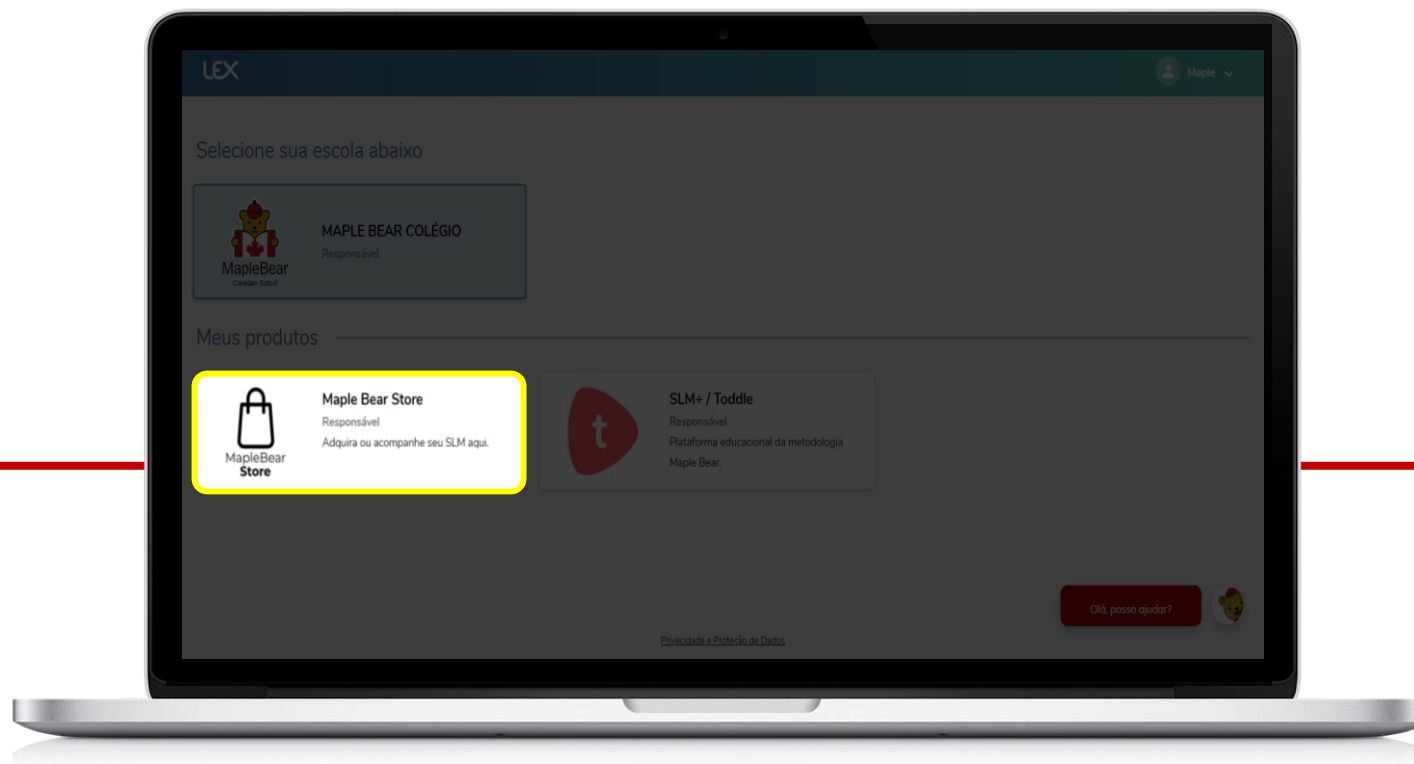 LEX
Maple
Selecione sua escola abaixo
MapleBear
Canadian School
MAPLE BEAR COLÉGIO
Responsável
Meus produtos
MapleBear
Store
Maple Bear Store
Responsável
Adquira ou acompanhe seu SLM aqui.
t
SLM+ / Toddle
Responsável
Plataforma educacional da metodologia
Maple Bear.
Olá, posso ajudar?
Privacidade e Proteção de Dados